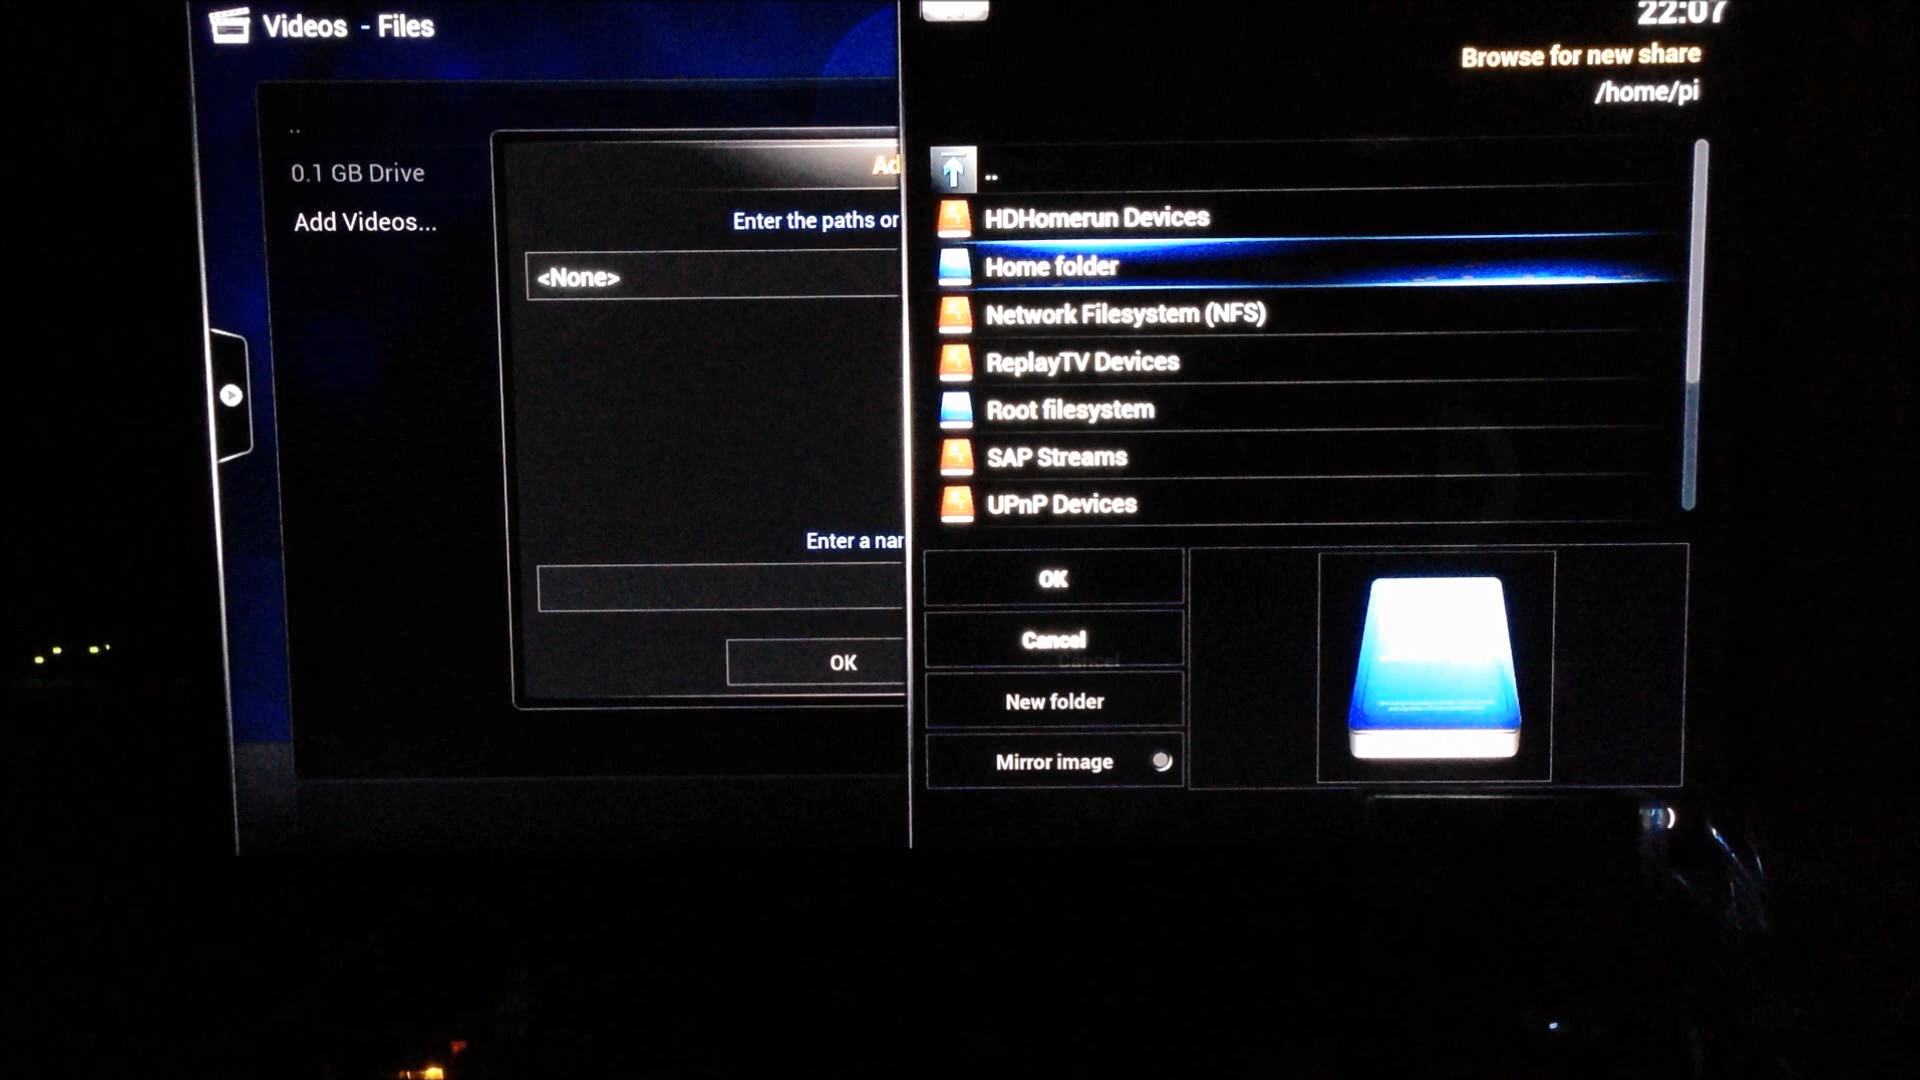 Videos - Files
..
0.1 GB Drive
Add Videos...
Ad
Enter the paths or
<None>
Enter a nar
OK
22:07
Browse for new share
/home/pi
..
HDHomerun Devices
Home folder
Network Filesystem (NFS)
ReplayTV Devices
Root filesystem
SAP Streams
UPnP Devices
OK
Cancel
Cancel
New folder
Mirror image